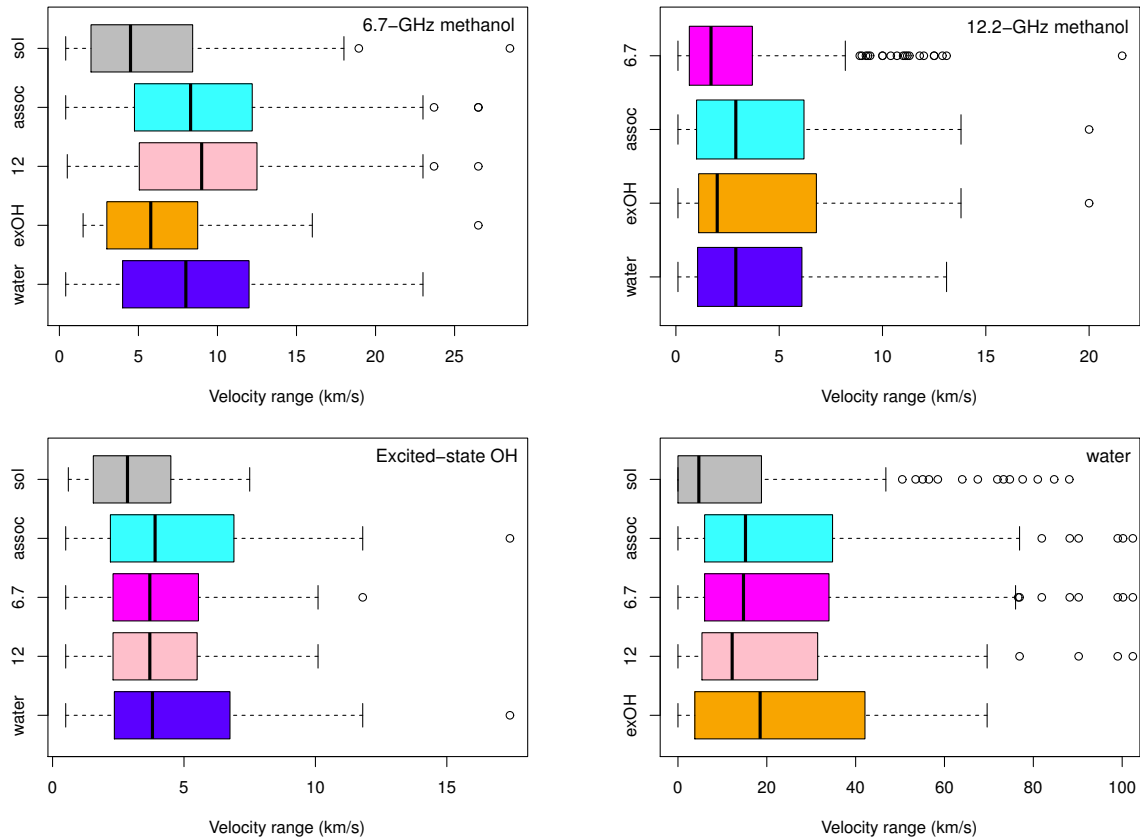 6.7−GHz methanol
sol
assoc
12
exOH
water
0 5 10 15 20 25
Velocity range (km/s)
12.2−GHz methanol
6.7
assoc
exOH
water
0 5 10 15 20
Velocity range (km/s)
Excited−state OH
sol
assoc
6.7
12
water
0 5 10 15
Velocity range (km/s)
water
sol
assoc
6.7
12
exOH
0 20 40 60 80 100
Velocity range (km/s)